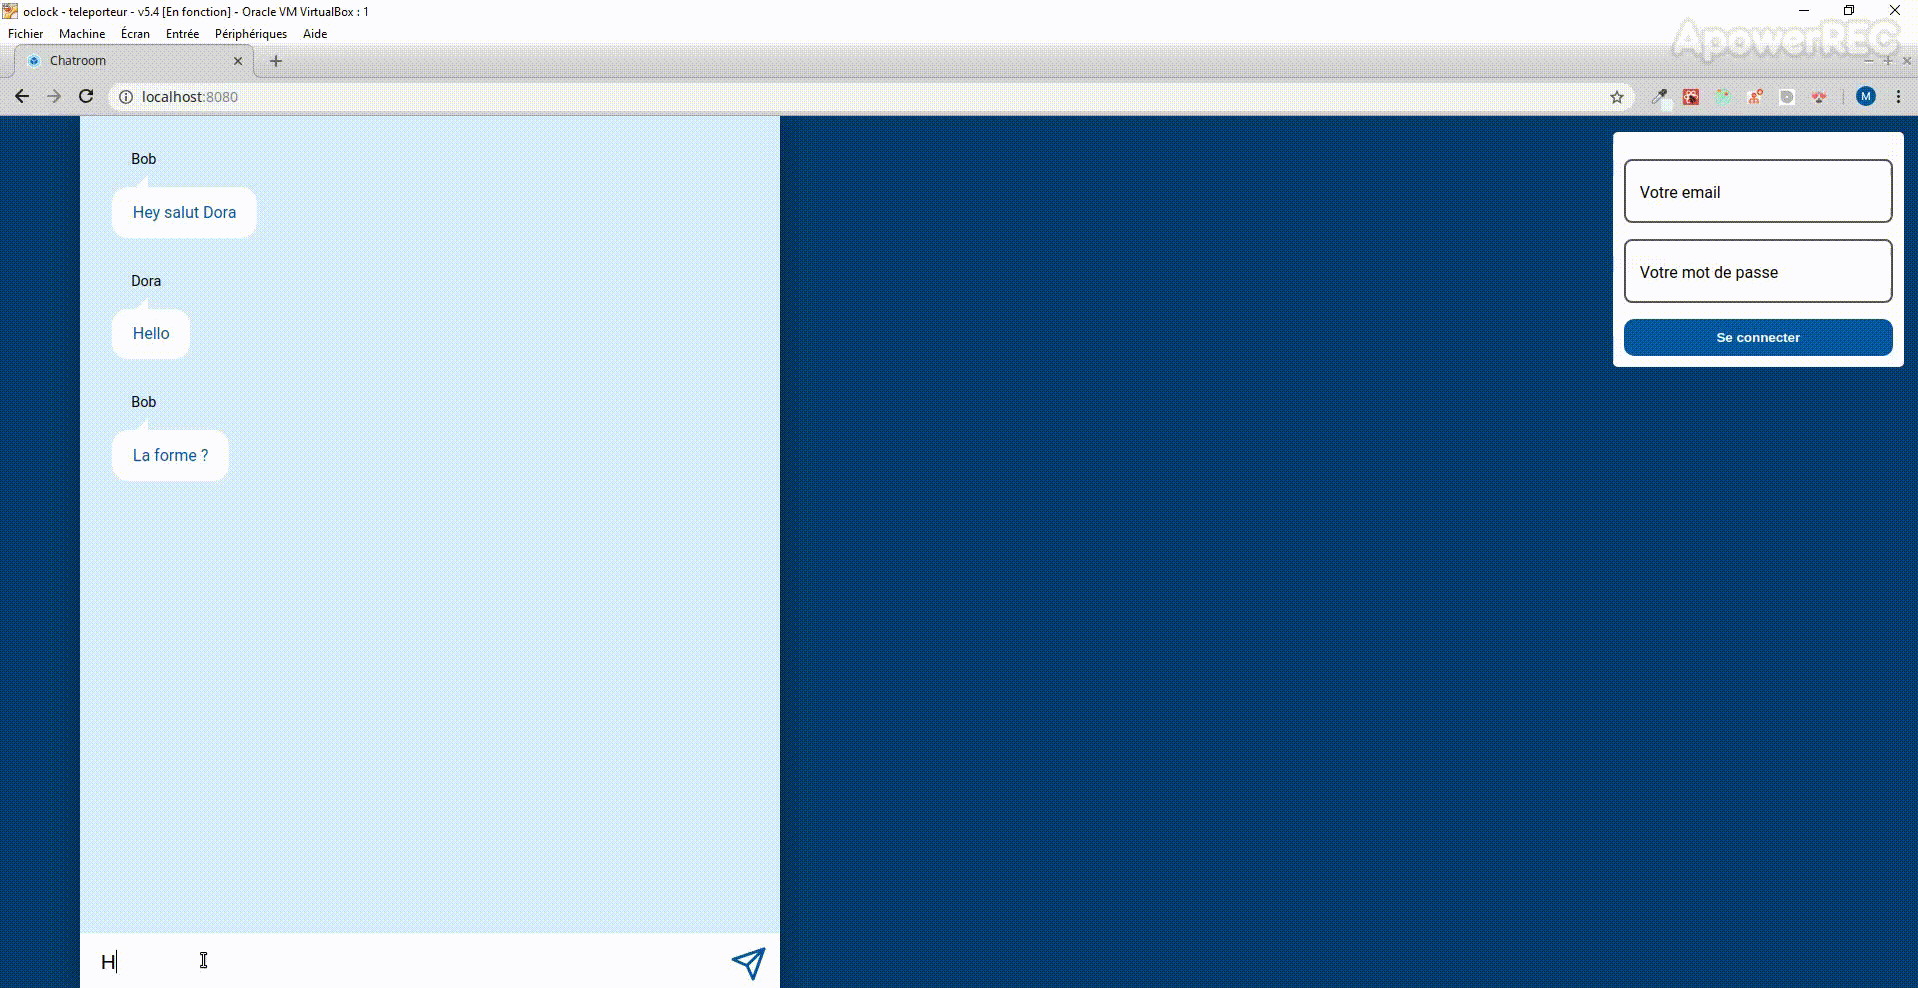 oclock - teleporteur - v5.4 [En fonction] - Oracle VM VirtualBox : 1
Fichier Machine Écran Entrée Périphériques Aide
ApowerREC
Chatroom
localhost:8080
M
Bob
Hey salut Dora
Dora
Hello
Bob
La forme ?
H
Votre email
Votre mot de passe
Se connecter